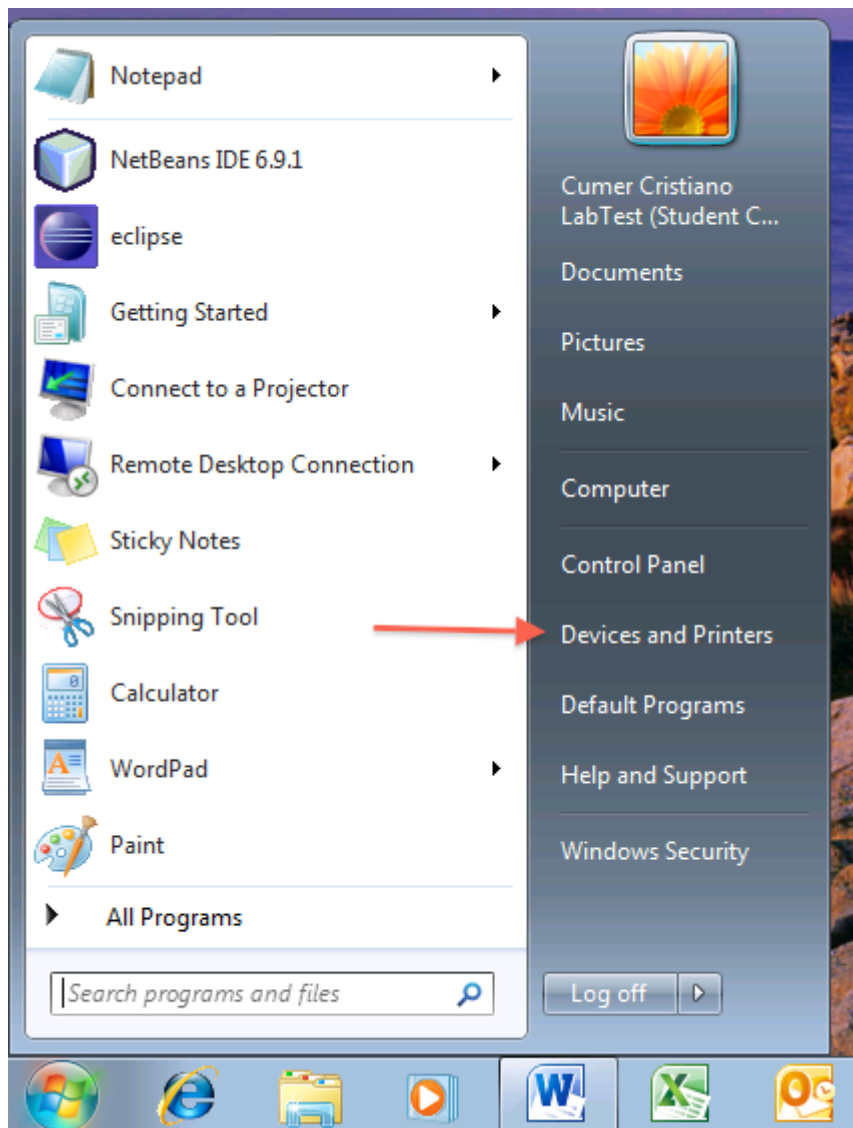 Notepad
NetBeans IDE 6.9.1
eclipse
Getting Started
Connect to a Projector
Remote Desktop Connection
Sticky Notes
Snipping Tool
Calculator
WordPad
Paint
All Programs
Search programs and files
Cumer Cristiano
LabTest (Student C...
Documents
Pictures
Music
Computer
Control Panel
Devices and Printers
Default Programs
Help and Support
Windows Security
Log off